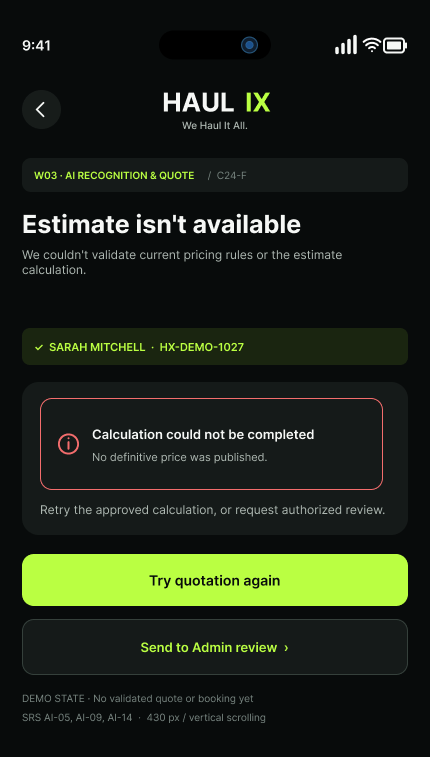 9:41
HAUL IX
We Haul It All.
W03 · AI RECOGNITION & QUOTE / C24-F
Estimate isn't available
We couldn't validate current pricing rules or the estimate
calculation.
✓ SARAH MITCHELL · HX-DEMO-1027
Calculation could not be completed
No definitive price was published.
Retry the approved calculation, or request authorized review.
Try quotation again
Send to Admin review ›
DEMO STATE · No validated quote or booking yet
SRS AI-05, AI-09, AI-14 · 430 px / vertical scrolling